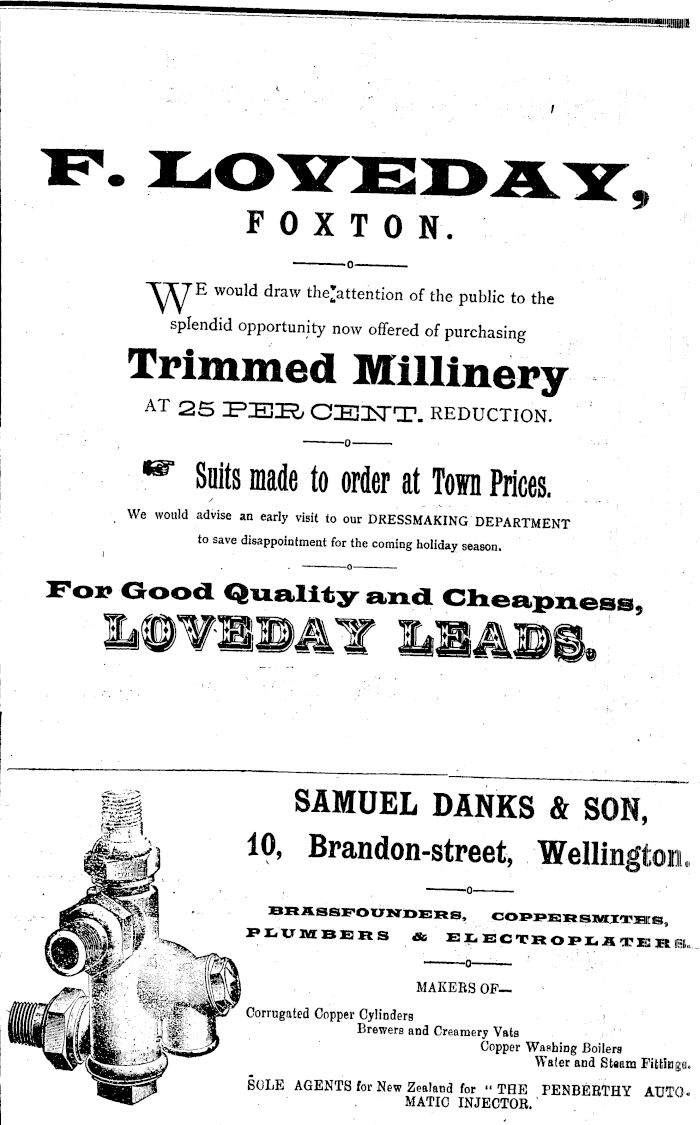 F. LOVEDAY,
FOXTON.
WE would draw the attention of the public to the
splendid opportunity now offered of purchasing
Trimmed Millinery
AT 25 PER CENT. REDUCTION.
Suits made to order at Town Prices.
We would advise an early visit to our DRESSMAKING DEPARTMENT
to save disappointment for the coming holiday season.
For Good Quality and Cheapness,
LOVEDAY LEADS.
SAMUEL DANKS & SON,
10, Brandon-street, Wellington.
BRASSFOUNDERS, COPPERSMITHS,
PLUMBERS & ELECTROPLATERS.
MAKERS OF—
Corrugated Copper Cylinders
Brewers and Creamery Vats
Copper Washing Boilers
Water and Steam Fittings.
SOLE AGENTS for New Zealand for "THE PENBERTHY AUTO-
MATIC INJECTOR.